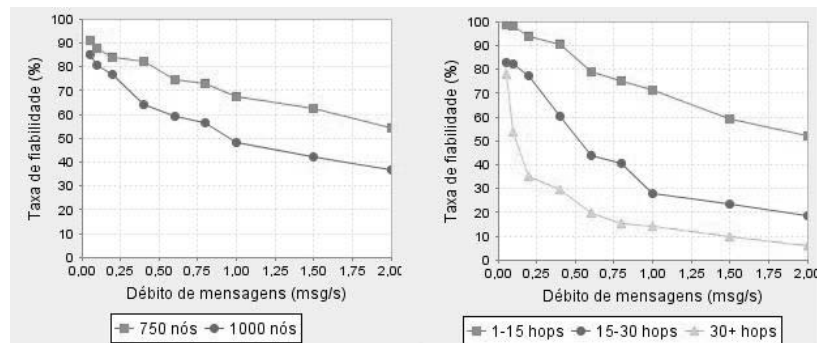 Taxa de fiabilidade (%)
100
90
80
70
60
50
40
30
20
10
0
0,00 0,25 0,50 0,75 1,00 1,25 1,50 1,75 2,00
Débito de mensagens (msg/s)
750 nós 1000 nós
Taxa de fiabilidade (%)
100
90
80
70
60
50
40
30
20
10
0
0,00 0,25 0,50 0,75 1,00 1,25 1,50 1,75 2,00
Débito de mensagens (msg/s)
1-15 hops 15-30 hops 30+ hops